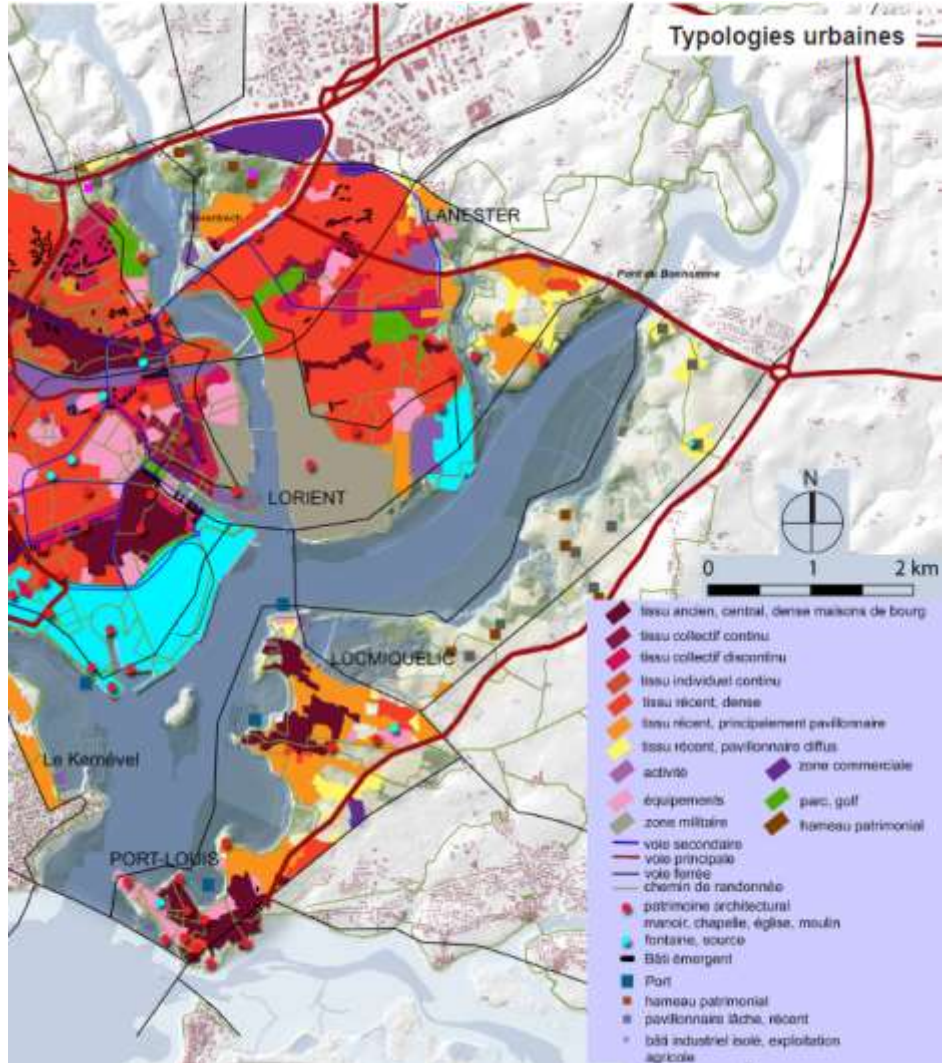 Typologies urbaines
LANESTER
Pont du Bonhomme
LORIENT
N
0 1 2 km
LOCMIQUELIC
Le Kernével
PORT-LOUIS
tissu ancien, central, dense maisons de bourg
tissu collectif continu
tissu collectif discontinu
tissu individuel continu
tissu récent, dense
tissu récent, principalement pavillonnaire
tissu récent, pavillonnaire diffus
activité
zone commerciale
équipements
parc, golf
zone militaire
hameau patrimonial
voie secondaire
voie principale
voie ferrée
chemin de randonnée
patrimoine architectural
manoir, chapelle, église, moulin
fontaine, source
Bâti émergent
Port
hameau patrimonial
pavillonnaire lâche, récent
bâti industriel isolé, exploitation
agricole